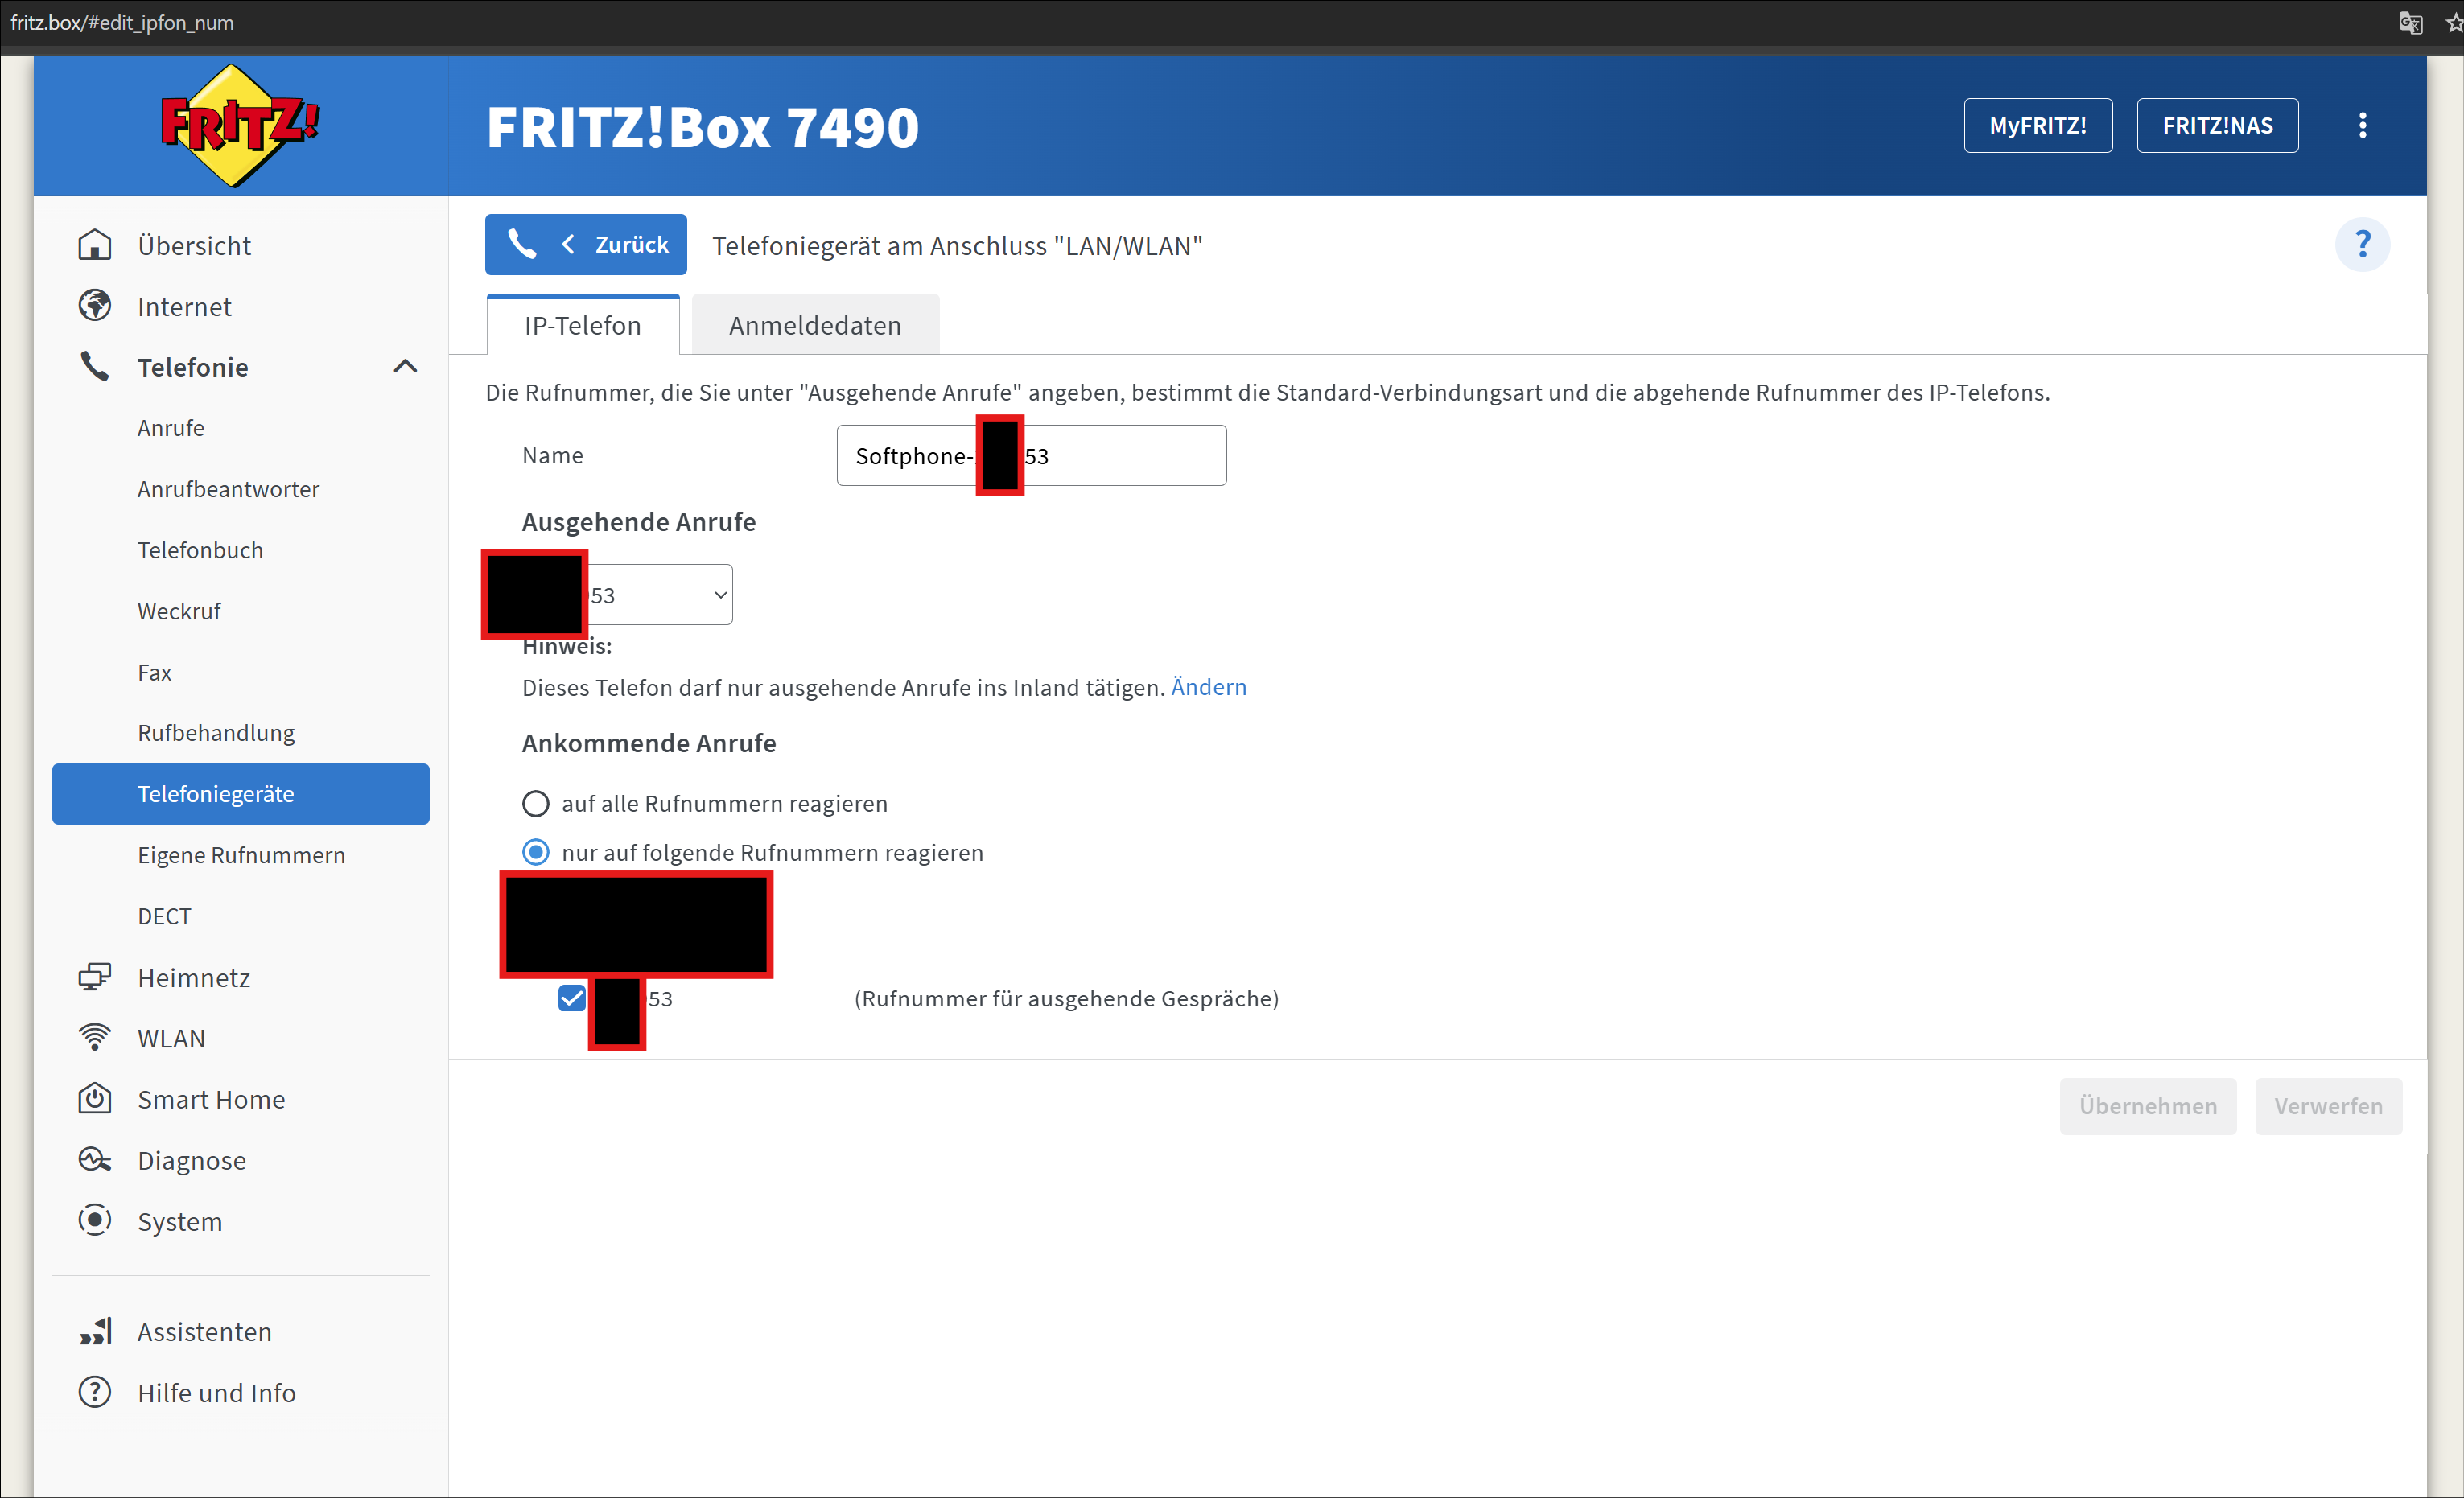 fritz.box/#edit_ipfon_num
FRITZ!
FRITZ!Box 7490
MyFRITZ!
FRITZ!NAS
Übersicht
Internet
Telefonie
Anrufe
Anrufbeantworter
Telefonbuch
Weckruf
Fax
Rufbehandlung
Telefoniegeräte
Eigene Rufnummern
DECT
Heimnetz
WLAN
Smart Home
Diagnose
System
Assistenten
Hilfe und Info
Zurück
Telefoniegerät am Anschluss "LAN/WLAN"
?
IP-Telefon
Anmeldedaten
Die Rufnummer, die Sie unter "Ausgehende Anrufe" angeben, bestimmt die Standard-Verbindungsart und die abgehende Rufnummer des IP-Telefons.
Name
Softphone- 53
Ausgehende Anrufe
53
Hinweis:
Dieses Telefon darf nur ausgehende Anrufe ins Inland tätigen. Ändern
Ankommende Anrufe
auf alle Rufnummern reagieren
nur auf folgende Rufnummern reagieren
53 (Rufnummer für ausgehende Gespräche)
Übernehmen
Verwerfen